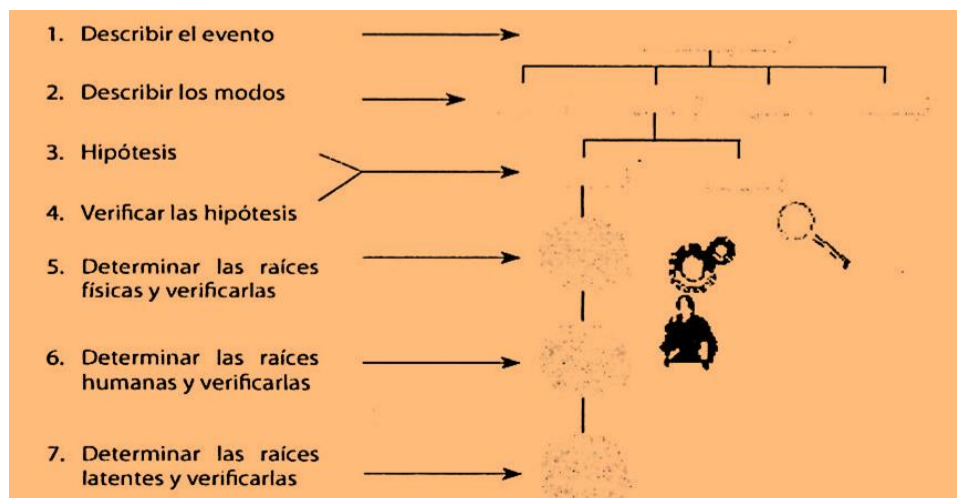 1. Describir el evento
2. Describir los modos
3. Hipótesis
4. Verificar las hipótesis
5. Determinar las raíces
físicas y verificarlas
6. Determinar las raíces
humanas y verificarlas
7. Determinar las raíces
latentes y verificarlas